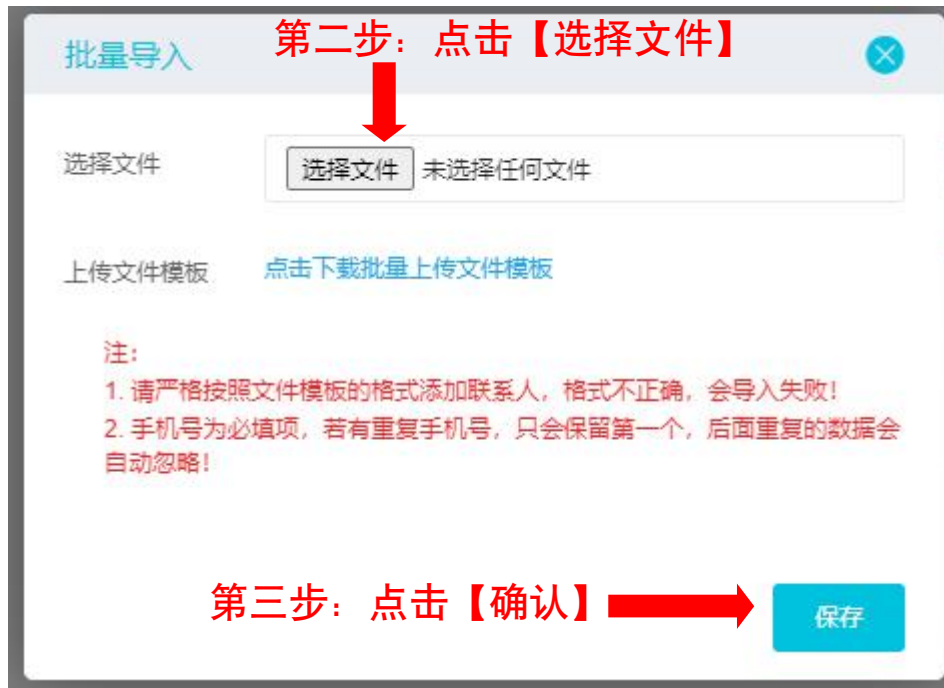 批量导入
第二步：点击【选择文件】
选择文件
选择文件 未选择任何文件
上传文件模板
点击下载批量上传文件模板
注：
1. 请严格按照文件模板的格式添加联系人，格式不正确，会导入失败！
2. 手机号为必填项，若有重复手机号，只会保留第一个，后面重复的数据会
自动忽略！
第三步：点击【确认】
保存